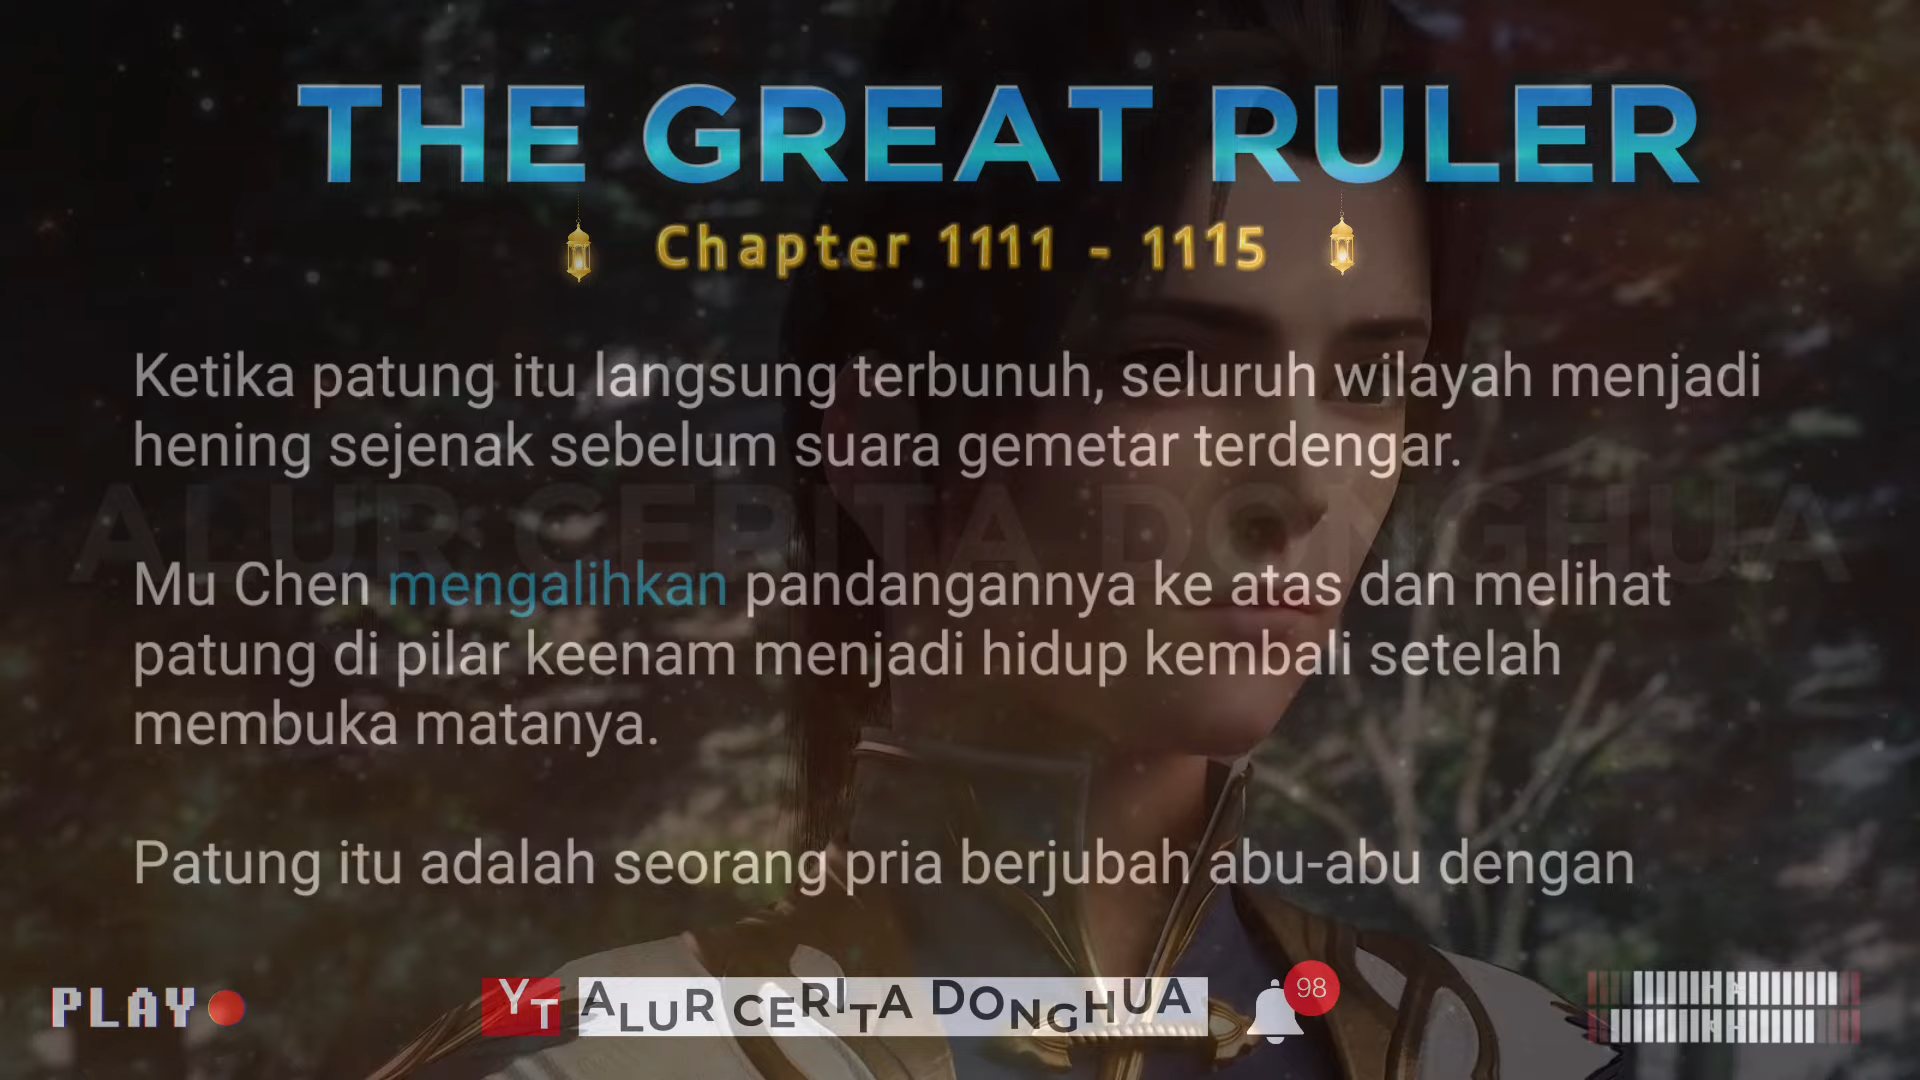 THE GREAT RULER
Chapter 1111 - 1115
Ketika patung itu langsung terbunuh, seluruh wilayah menjadi
hening sejenak sebelum suara gemetar terdengar.
ALUR CERITA DONGHUA
Mu Chen mengalihkan pandangannya ke atas dan melihat
patung di pilar keenam menjadi hidup kembali setelah
membuka matanya.
Patung itu adalah seorang pria berjubah abu-abu dengan
PLAY
YT ALUR CERITA DONGHUA
98